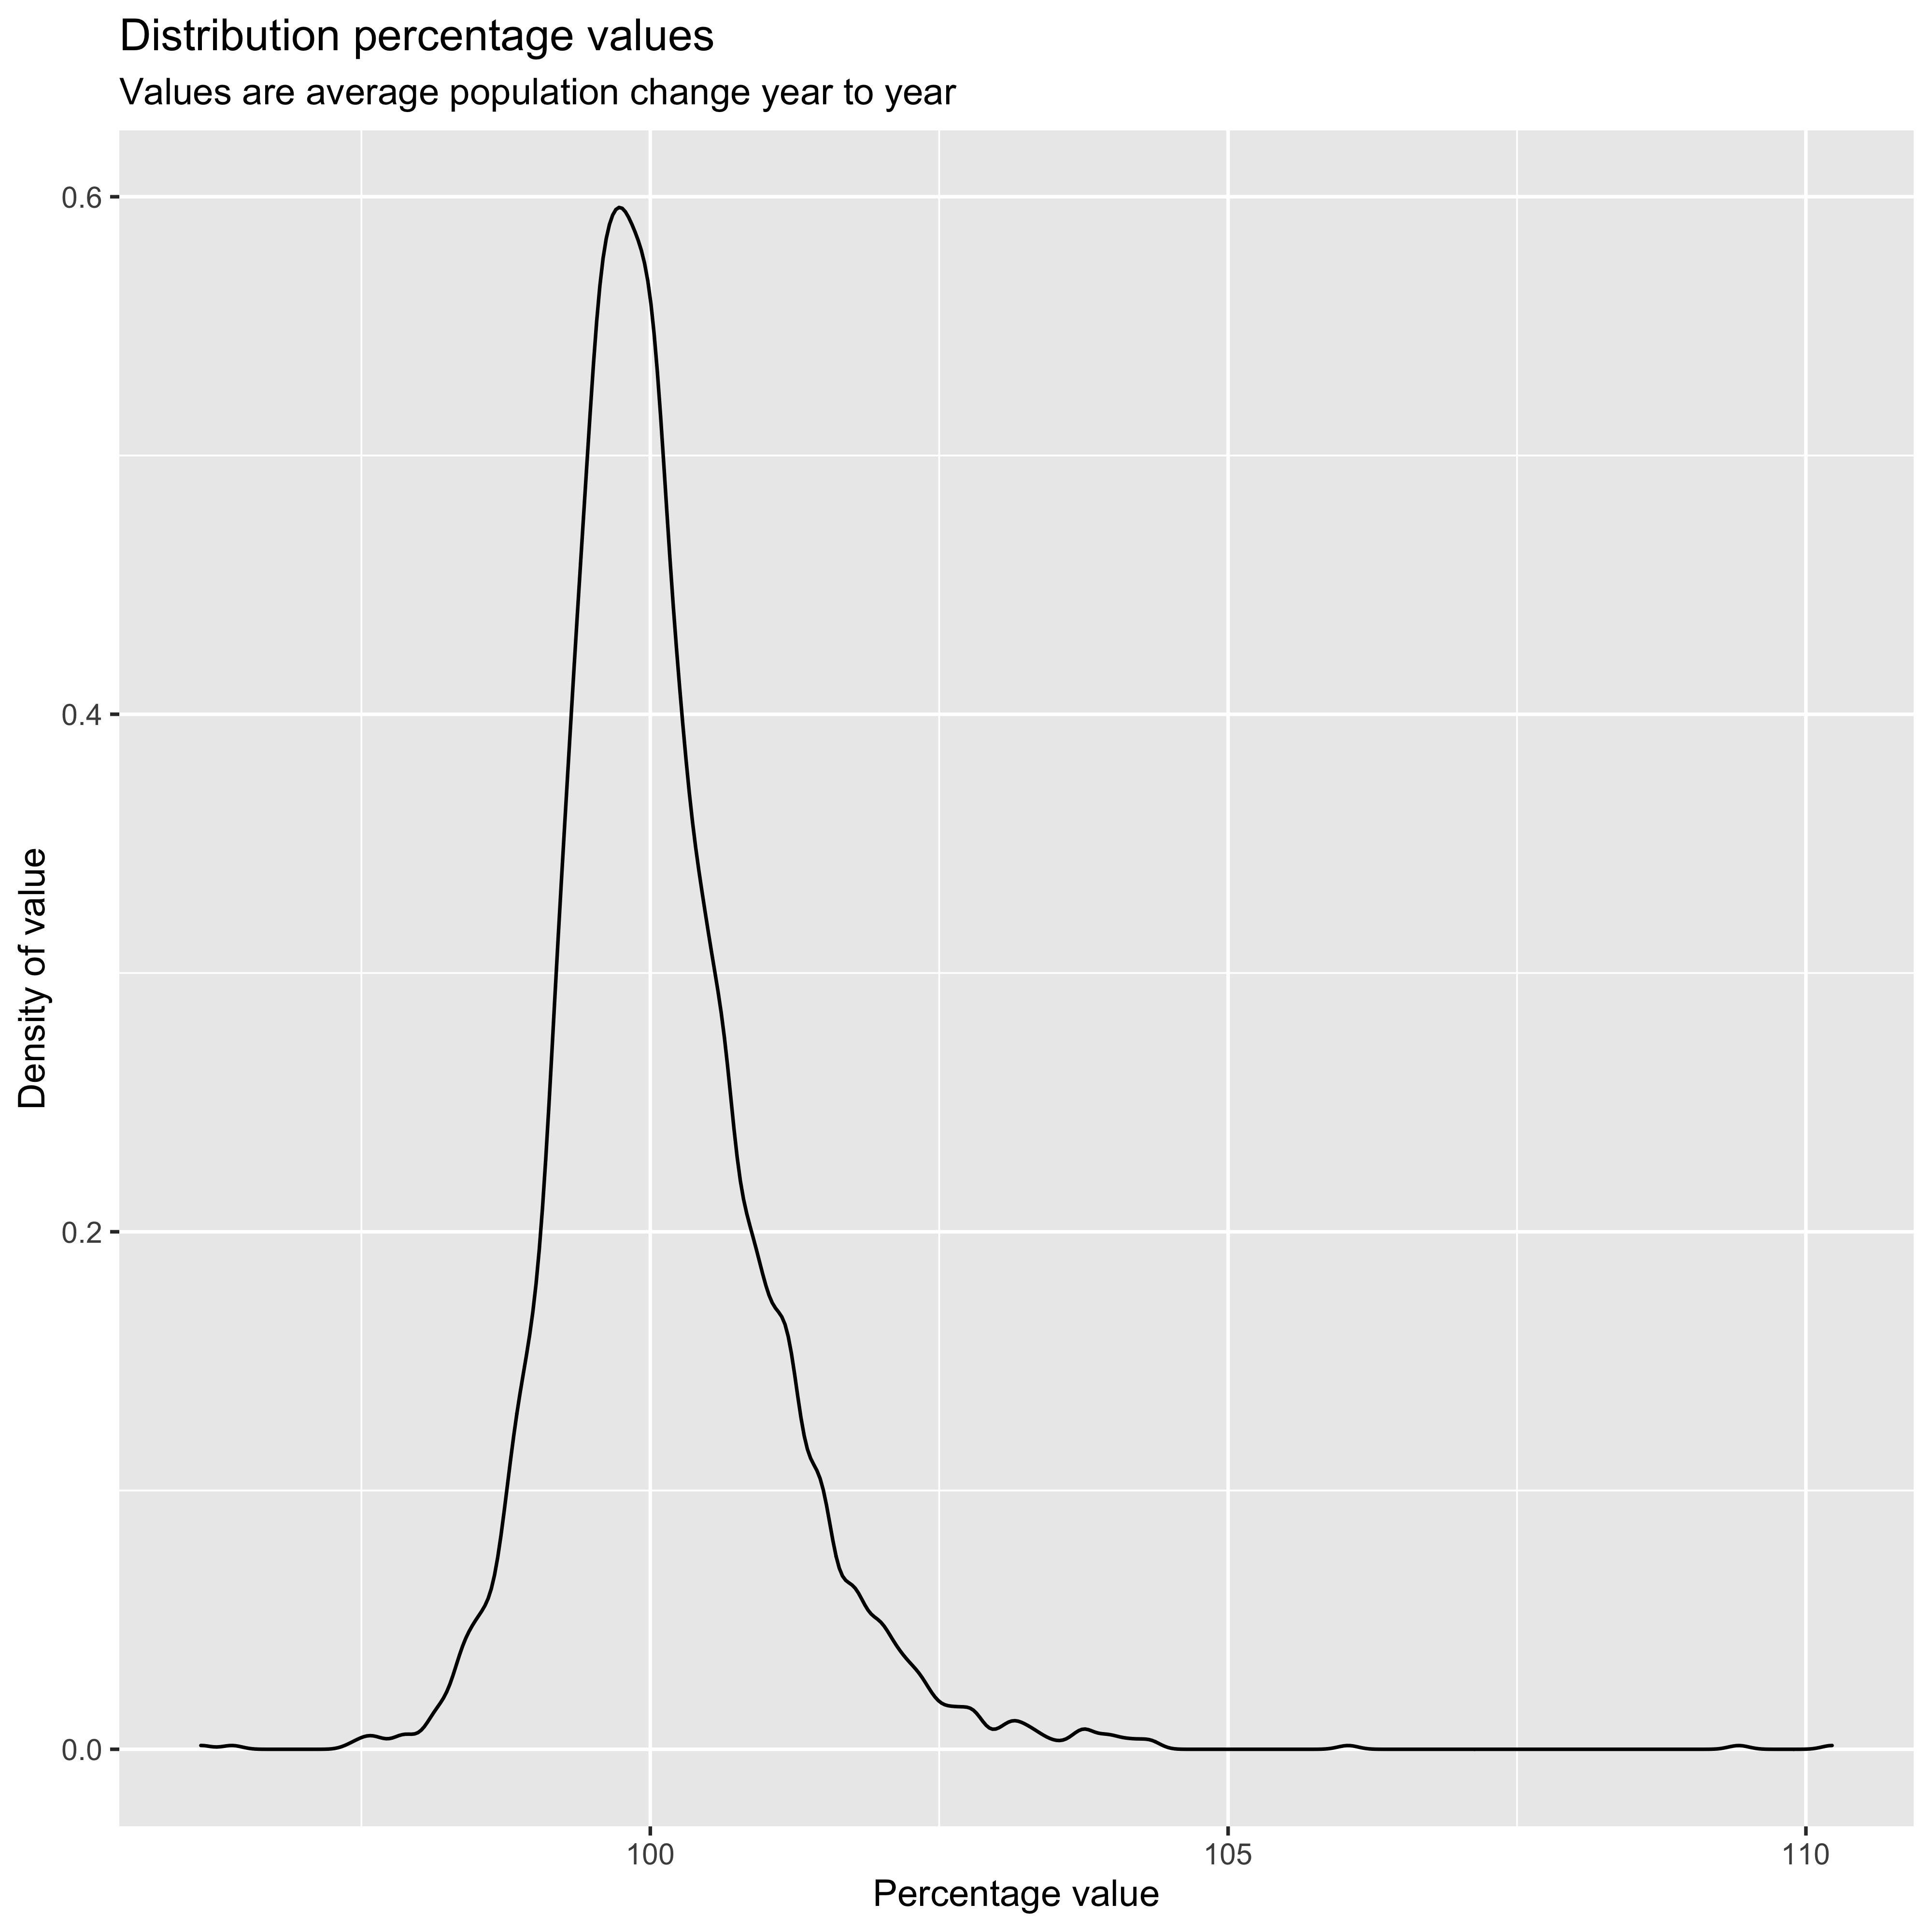 Distribution percentage values
Values are average population change year to year
0.6
0.4
0.2
0.0
Density of value
100
105
110
Percentage value